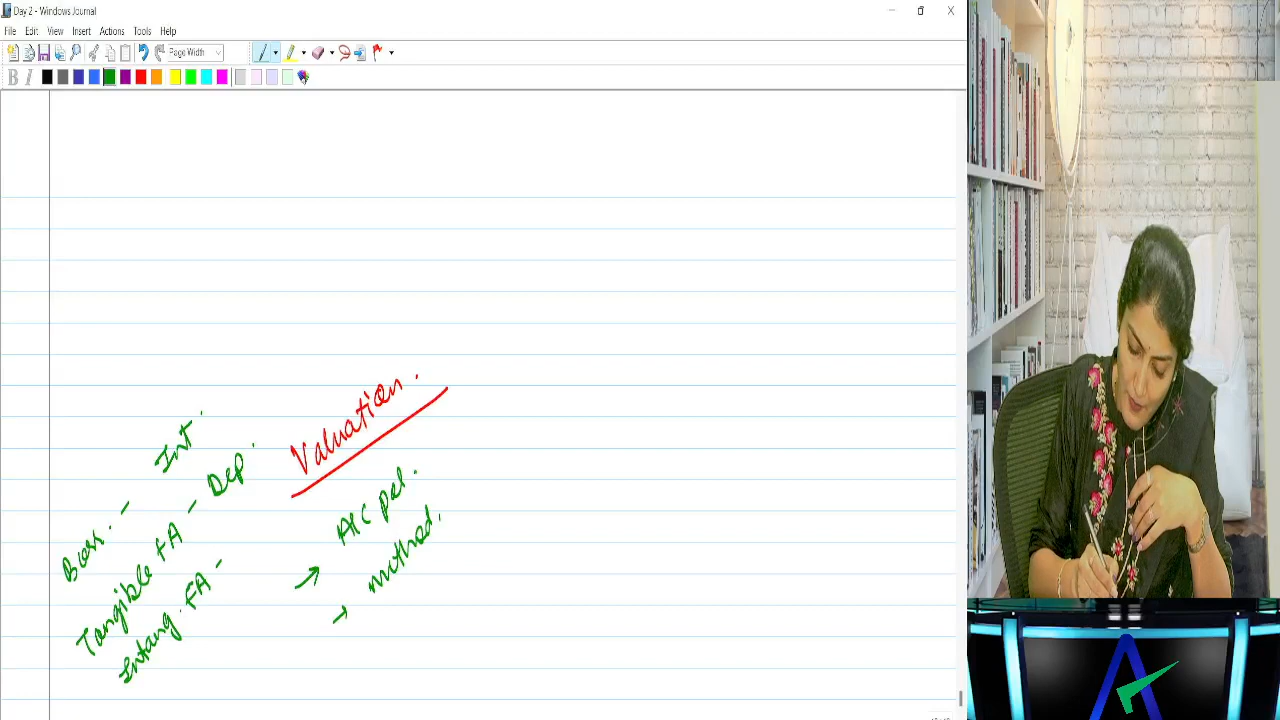 Day 2 - Windows Journal
File Edit View Insert Actions Tools Help
Page Width
B I
Valuation.
→ A/C pol.
→ method.
Borr. - Int.
Tangible FA - Dep.
Intang. FA -